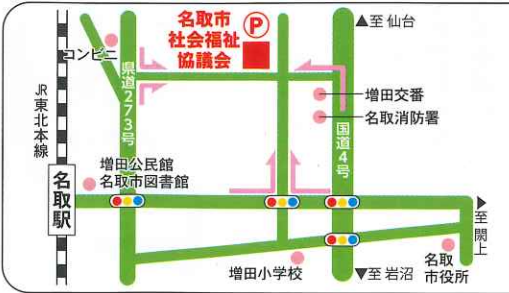 名取市
社会福祉
協議会
P
▲至 仙台
コンビニ
県道273号
JR東北本線
増田交番
名取消防署
国道4号
増田公民館
名取市図書館
名取駅
▶至 閖上
増田小学校
名取
市役所
▼至 岩沼